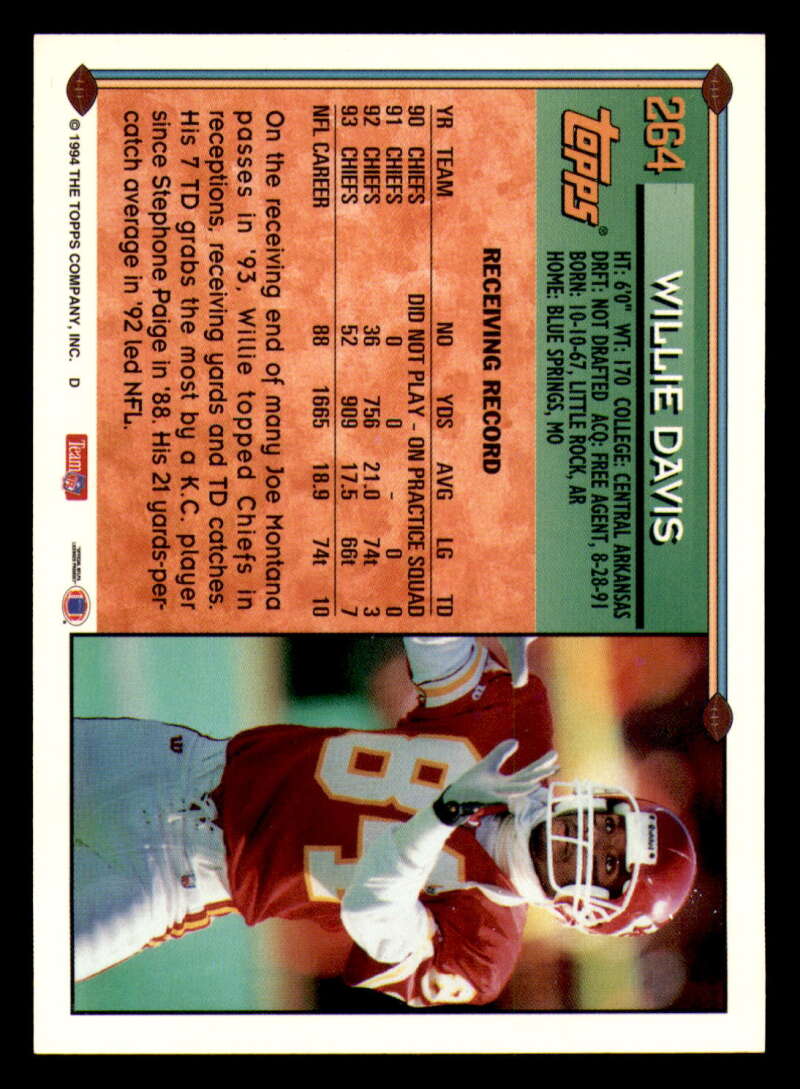 264
WILLIE DAVIS
topps®
HT: 6'0" WT: 170 COLLEGE: CENTRAL ARKANSAS
DRFT: NOT DRAFTED ACQ: FREE AGENT, 8-28-91
BORN: 10-10-67, LITTLE ROCK, AR
HOME: BLUE SPRINGS, MO
RECEIVING RECORD
YR TEAM NO YDS AVG LG TD
90 CHIEFS DID NOT PLAY - ON PRACTICE SQUAD
91 CHIEFS 0 0 - 0 0
92 CHIEFS 36 756 21.0 74t 3
93 CHIEFS 52 909 17.5 66t 7
NFL CAREER 88 1665 18.9 74t 10
On the receiving end of many Joe Montana
passes in '93, Willie topped Chiefs in
receptions, receiving yards and TD catches.
His 7 TD grabs the most by a K.C. player
since Stephone Paige in '88. His 21 yards-per-
catch average in '92 led NFL.
© 1994 THE TOPPS COMPANY, INC. D
Team NFL
84
Riddell